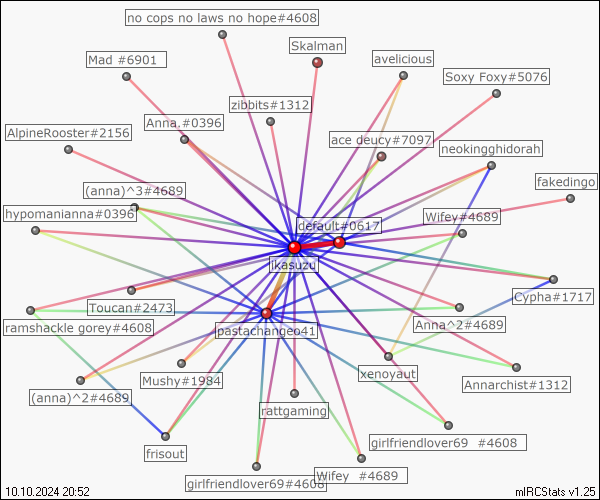 no cops no laws no hope#4608
Skalman
Mad #6901
avelicious
Soxy Foxy#5076
zibbits#1312
Anna.#0396
AlpineRooster#2156
ace deucy#7097
neokingghidorah
(anna)^3#4689
fakedingo
hypomanianna#0396
default#0617
Wifey#4689
ikasuzu
Cypha#1717
Toucan#2473
ramshackle gorey#4608
pastachangeo41
Anna^2#4689
xenoyaut
Mushy#1984
Annarchist#1312
(anna)^2#4689
rattgaming
girlfriendlover69 #4608
frisout
Wifey #4689
girlfriendlover69#4608
10.10.2024 20:52
mIRCStats v1.25